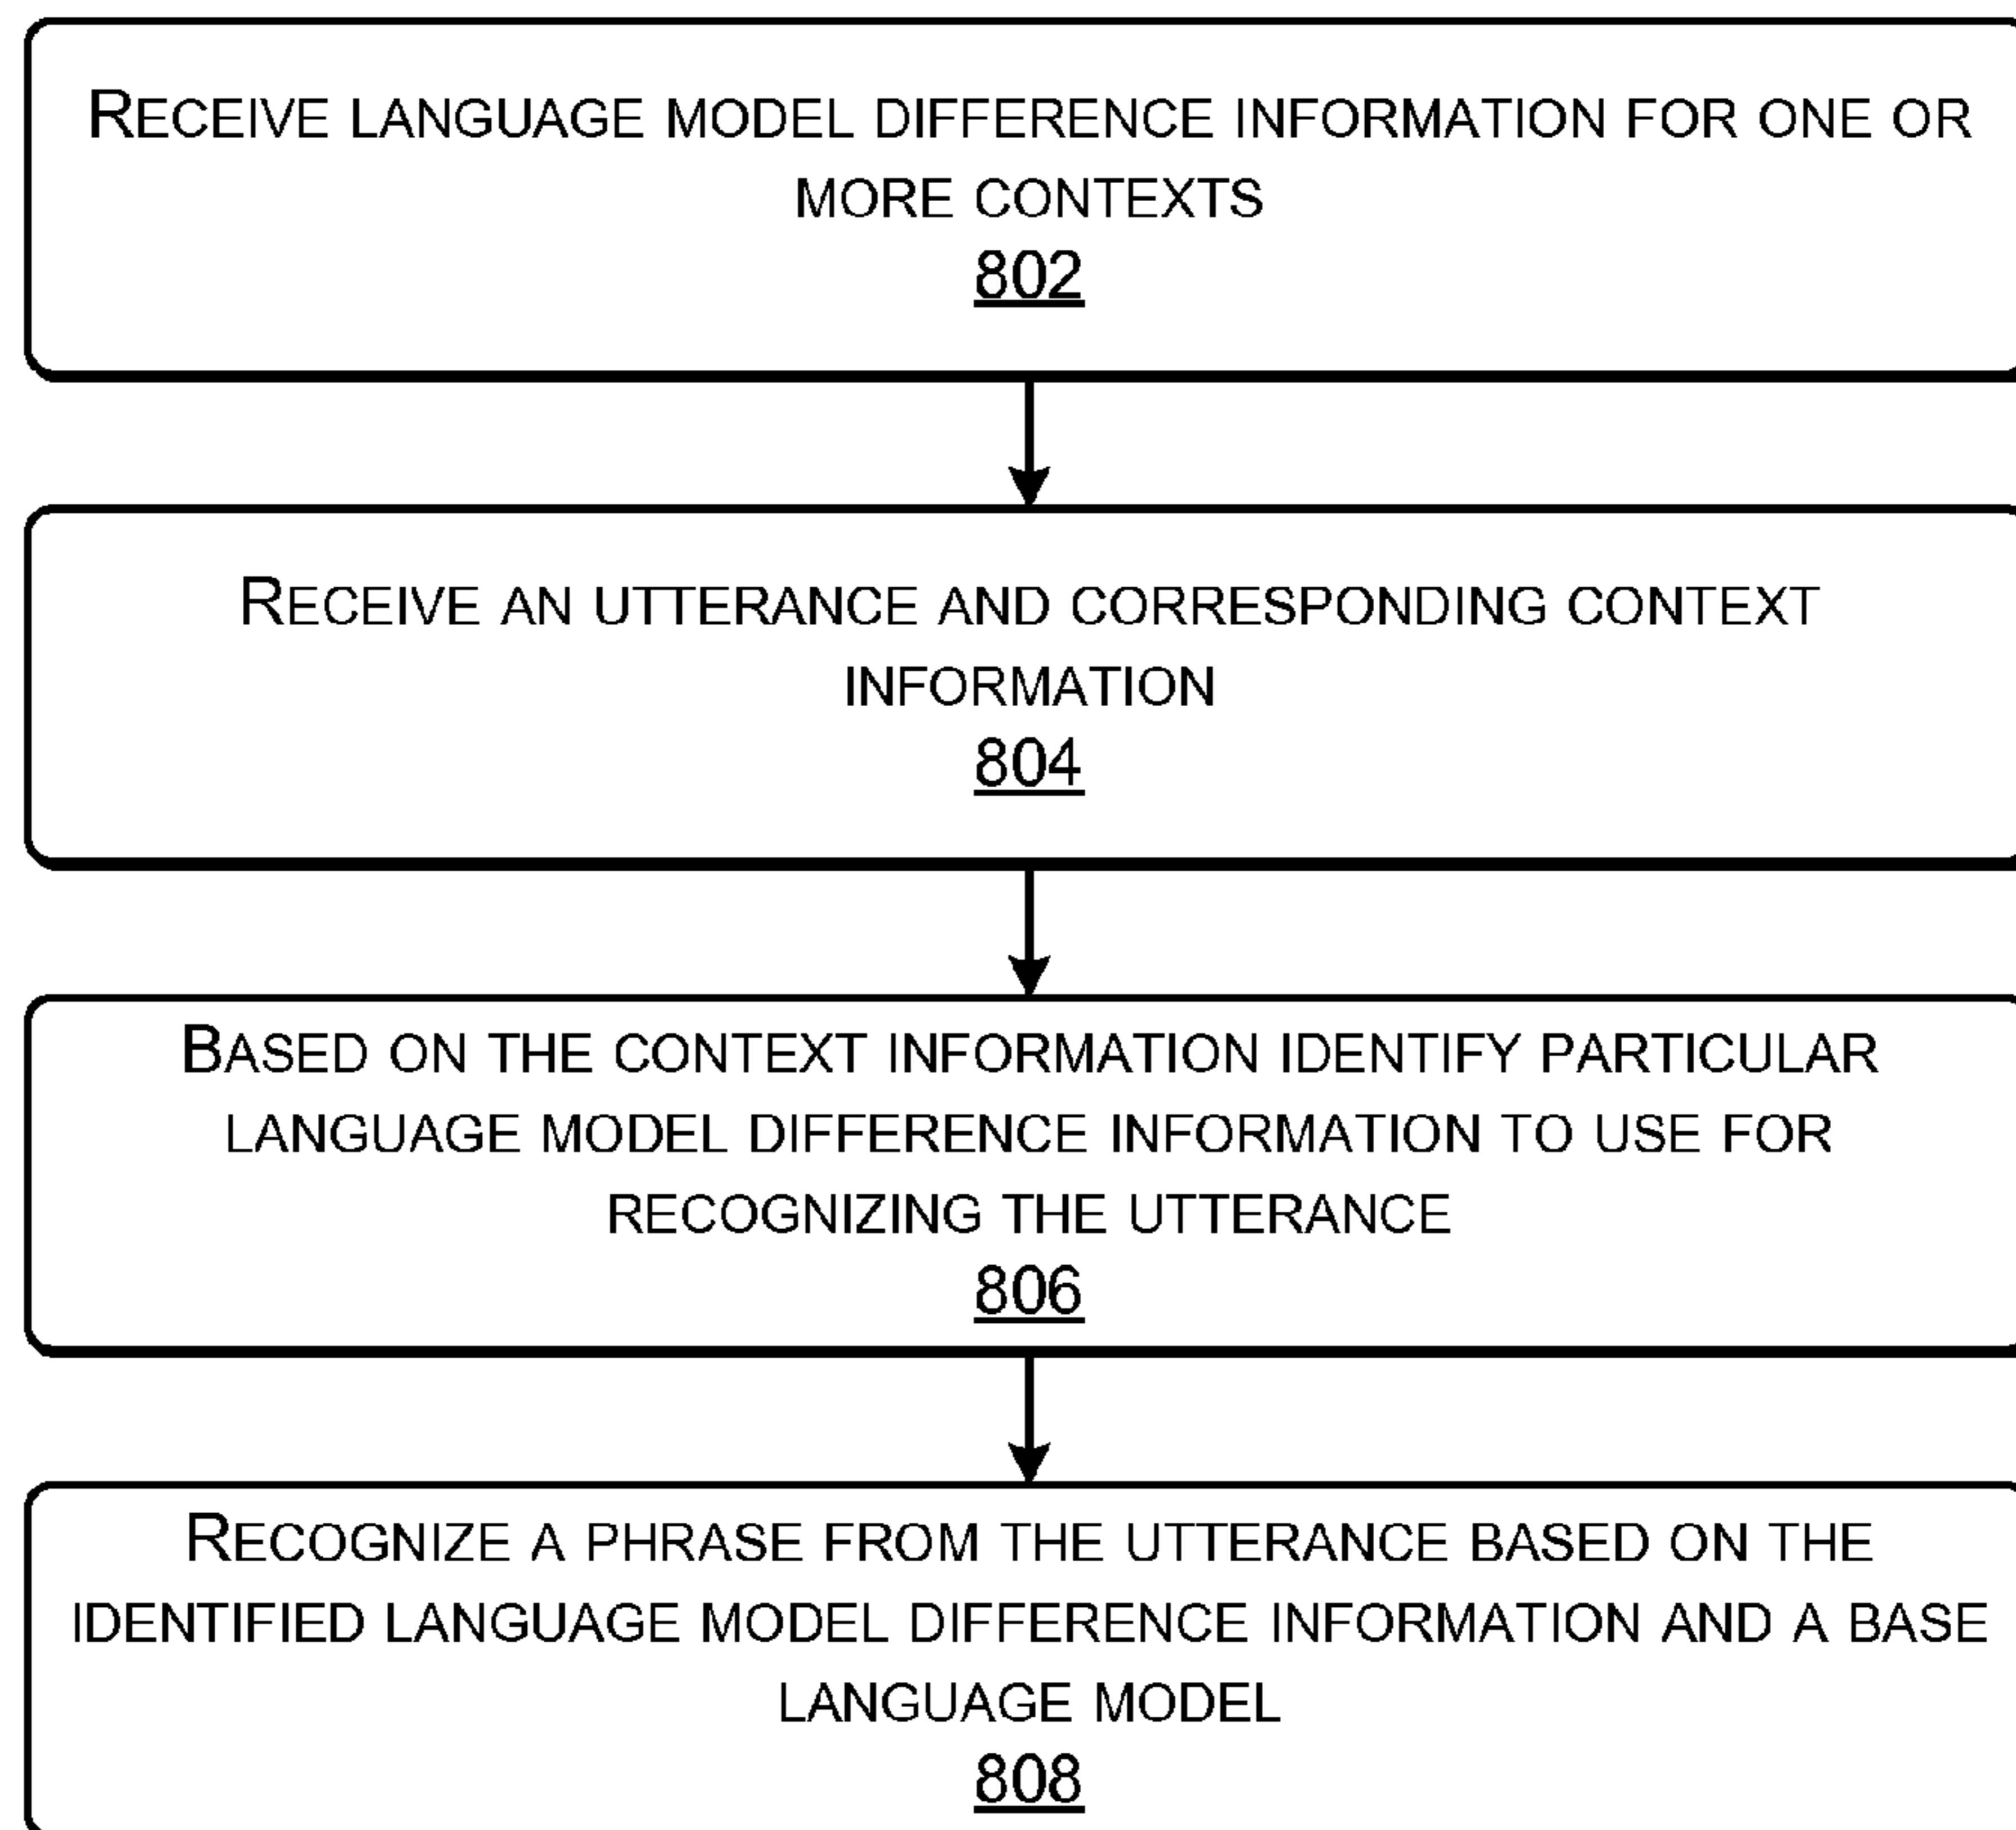 RECEIVE LANGUAGE MODEL DIFFERENCE INFORMATION FOR ONE OR
MORE CONTEXTS
802
RECEIVE AN UTTERANCE AND CORRESPONDING CONTEXT
INFORMATION
804
BASED ON THE CONTEXT INFORMATION IDENTIFY PARTICULAR
LANGUAGE MODEL DIFFERENCE INFORMATION TO USE FOR
RECOGNIZING THE UTTERANCE
806
RECOGNIZE A PHRASE FROM THE UTTERANCE BASED ON THE
IDENTIFIED LANGUAGE MODEL DIFFERENCE INFORMATION AND A BASE
LANGUAGE MODEL
808